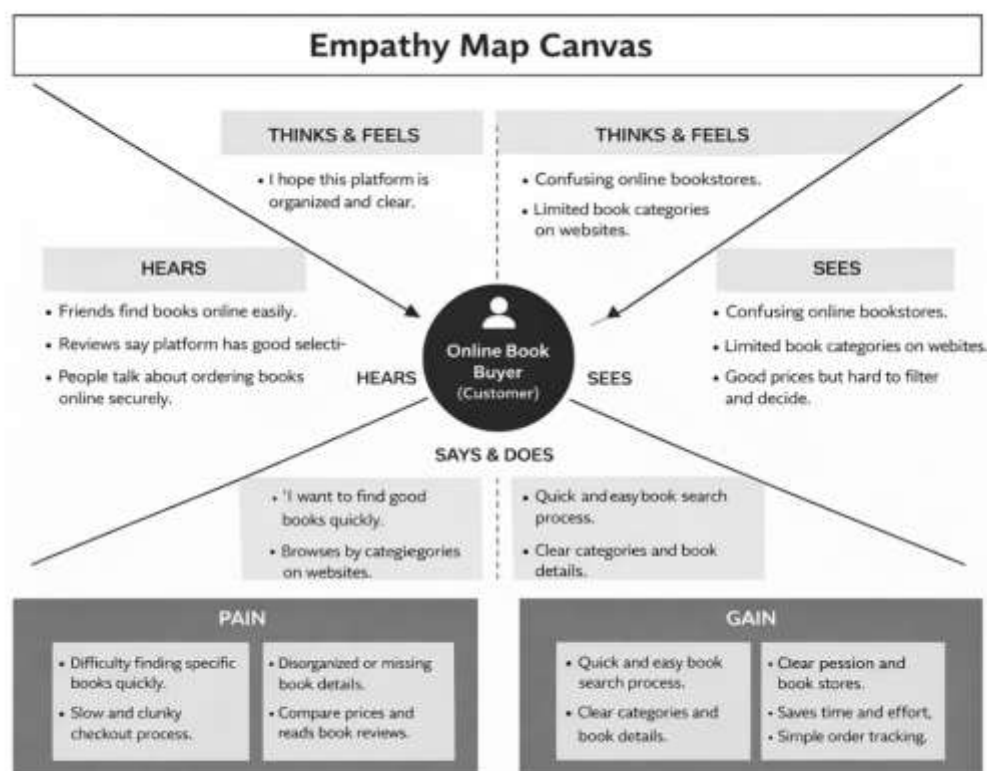 Empathy Map Canvas
THINKS & FEELS
• I hope this platform is
organized and clear.
THINKS & FEELS
• Confusing online bookstores.
• Limited book categories
on websites.
HEARS
• Friends find books online easily.
• Reviews say platform has good selecti-
• People talk about ordering books
online securely.
SEES
• Confusing online bookstores.
• Limited book categories on webites.
• Good prices but hard to filter
and decide.
HEARS
Online Book
Buyer
(Customer)
SEES
SAYS & DOES
• 'I want to find good
books quickly.
• Browses by categiegories
on websites.
• Quick and easy book search
process.
• Clear categories and book
details.
PAIN
• Difficulty finding specific
books quickly.
• Slow and clunky
checkout process.
• Disorganized or missing
book details.
• Compare prices and
reads book reviews.
GAIN
• Quick and easy book
search process.
• Clear categories and
book details.
• Clear pession and
book stores.
• Saves time and effort,
• Simple order tracking,